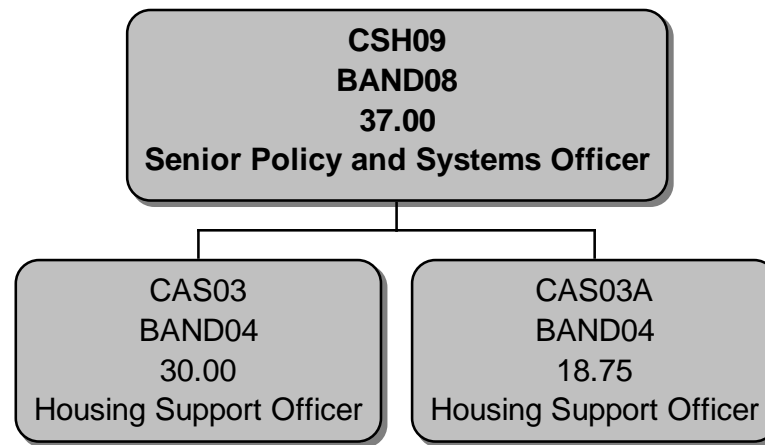 CSH09
BAND08
37.00
Senior Policy and Systems Officer
CAS03
BAND04
30.00
Housing Support Officer
CAS03A
BAND04
18.75
Housing Support Officer